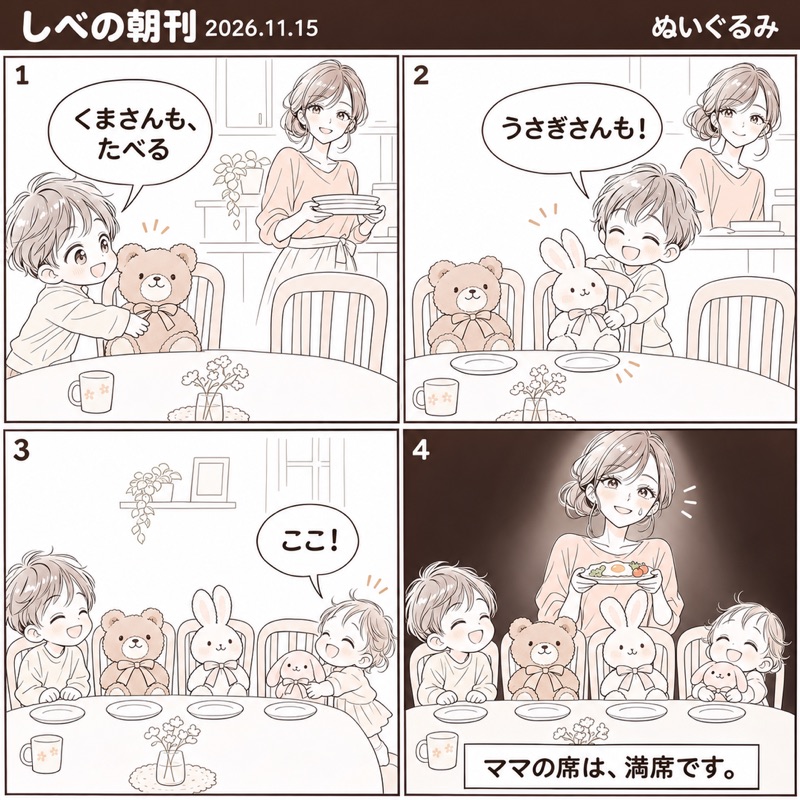 しべの朝刊 2026.11.15
ぬいぐるみ
1
くまさんも、
たべる
2
うさぎさんも！
3
ここ！
4
ママの席は、満席です。